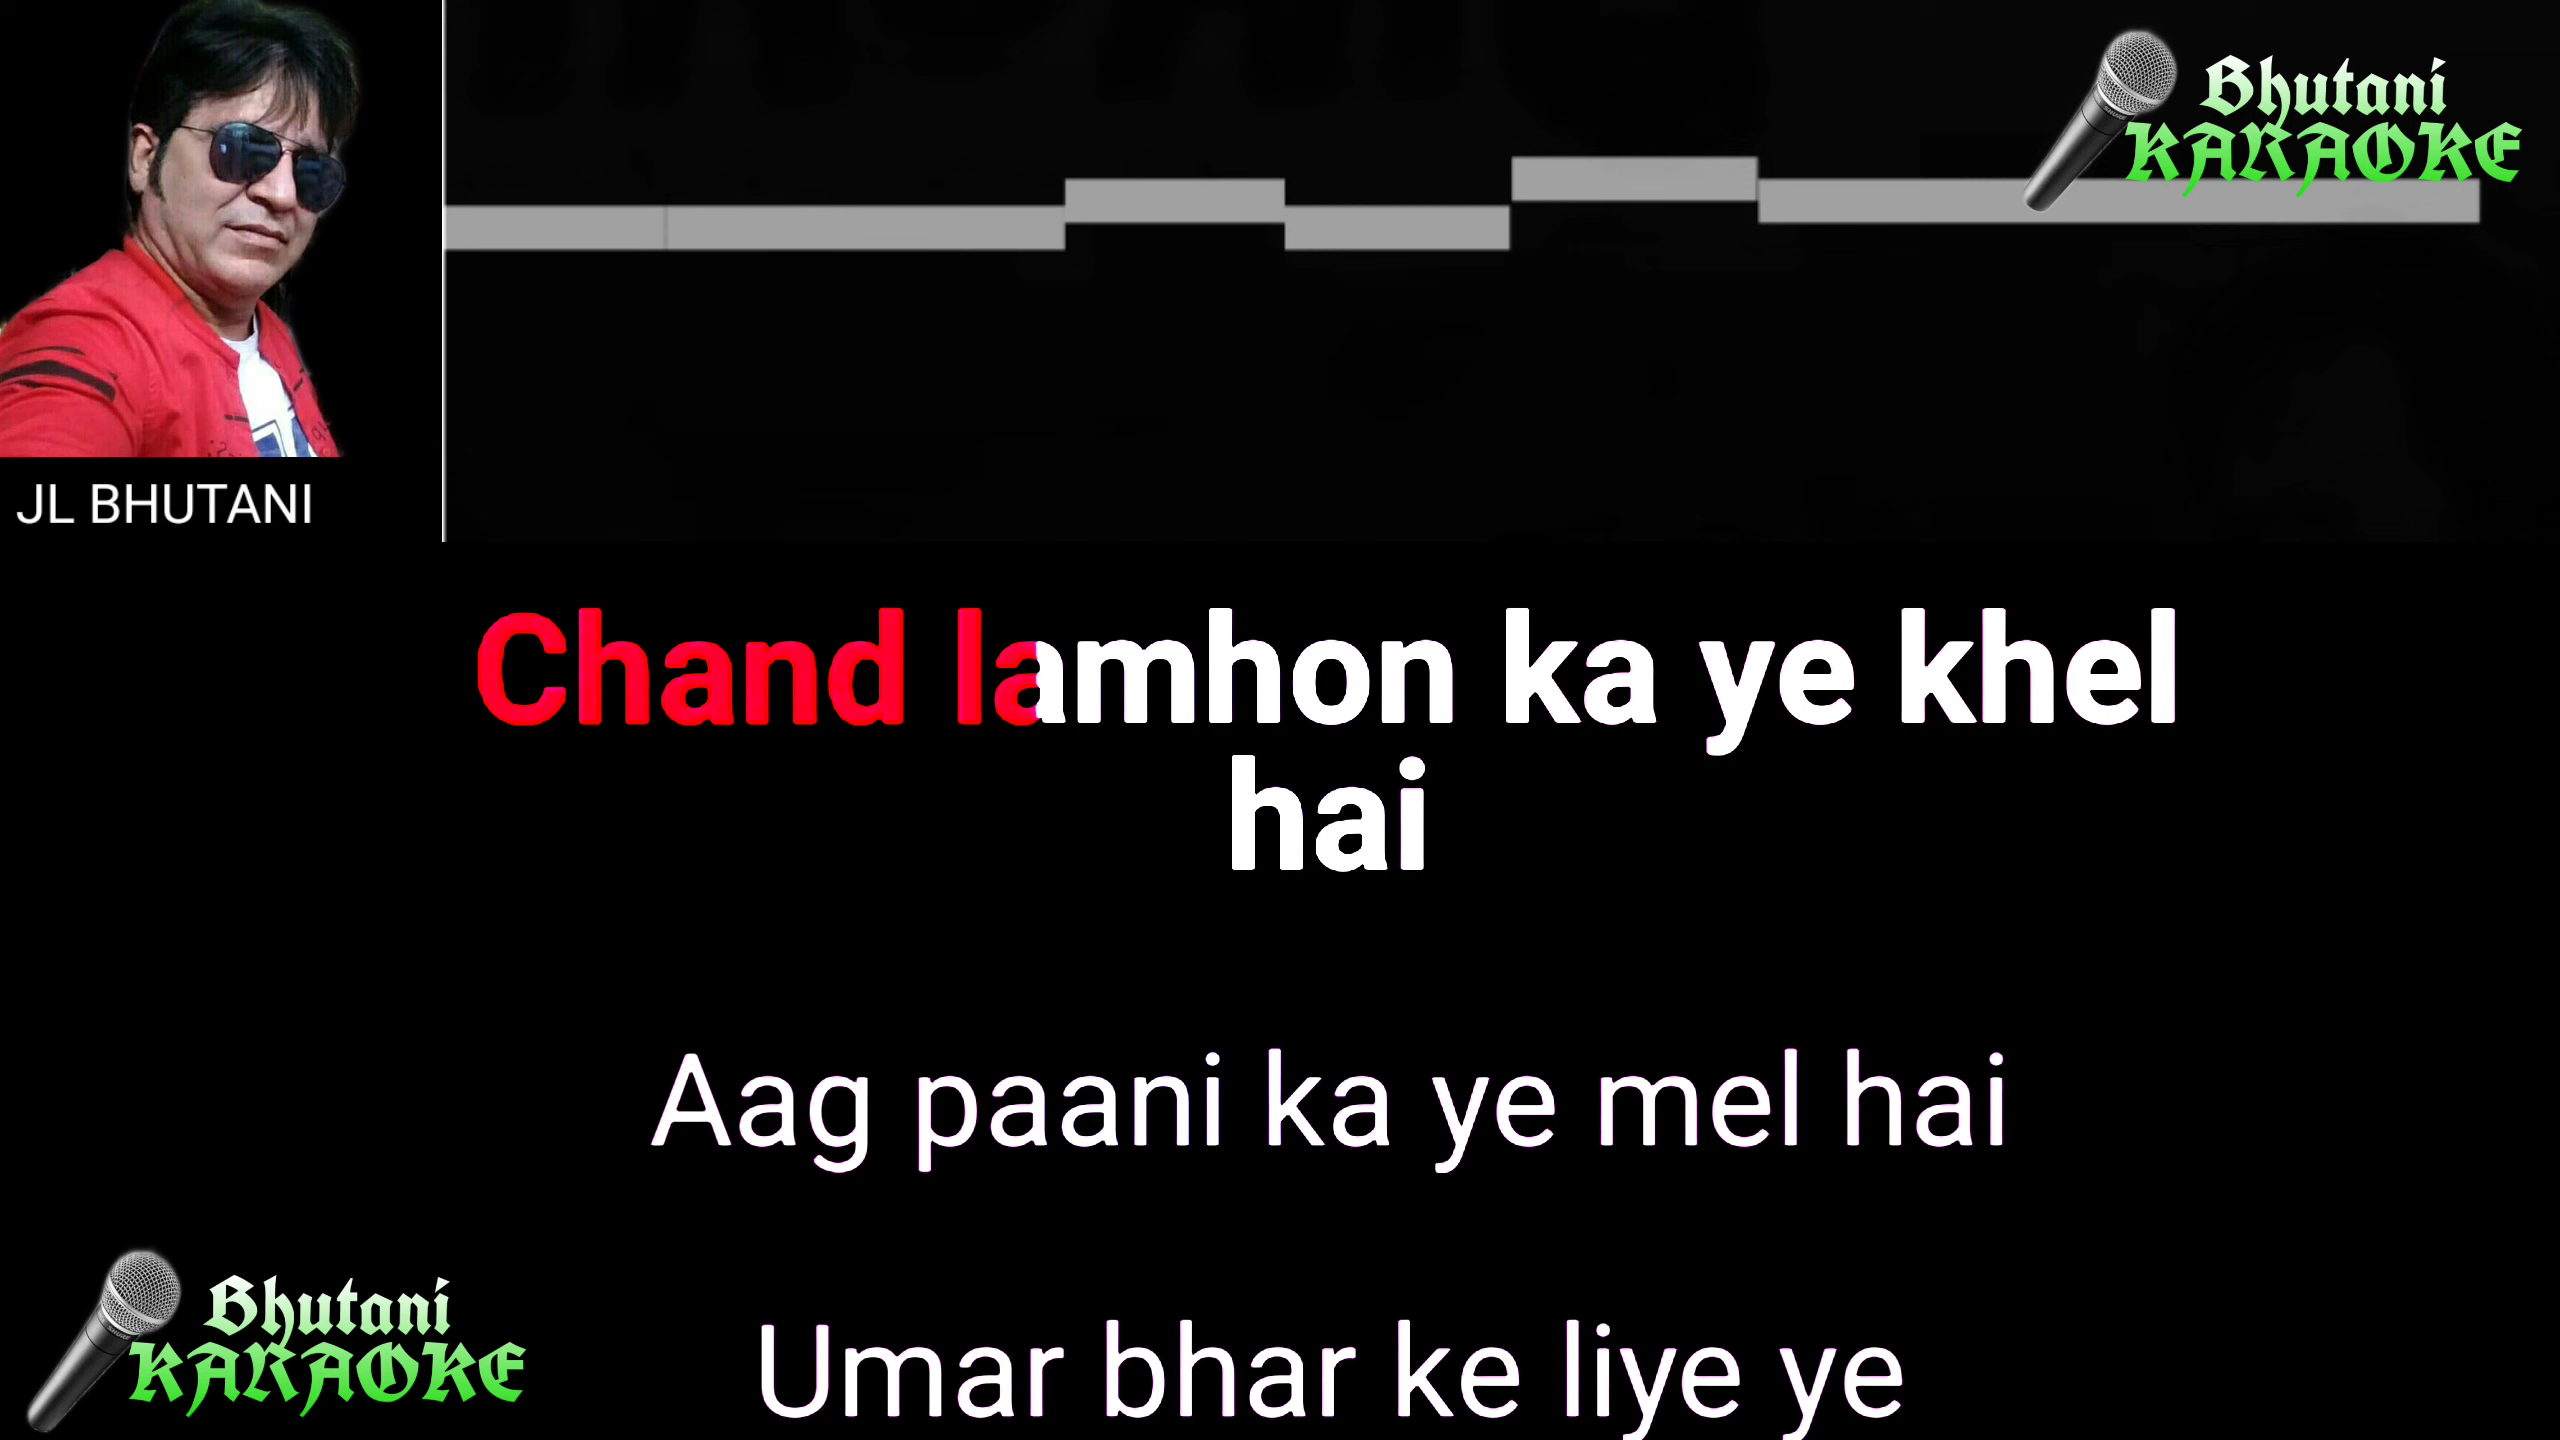 Bhutani
KARAOKE
JL BHUTANI
Chand lamhon ka ye khel
hai
Aag paani ka ye mel hai
Umar bhar ke liye ye
Bhutani
KARAOKE